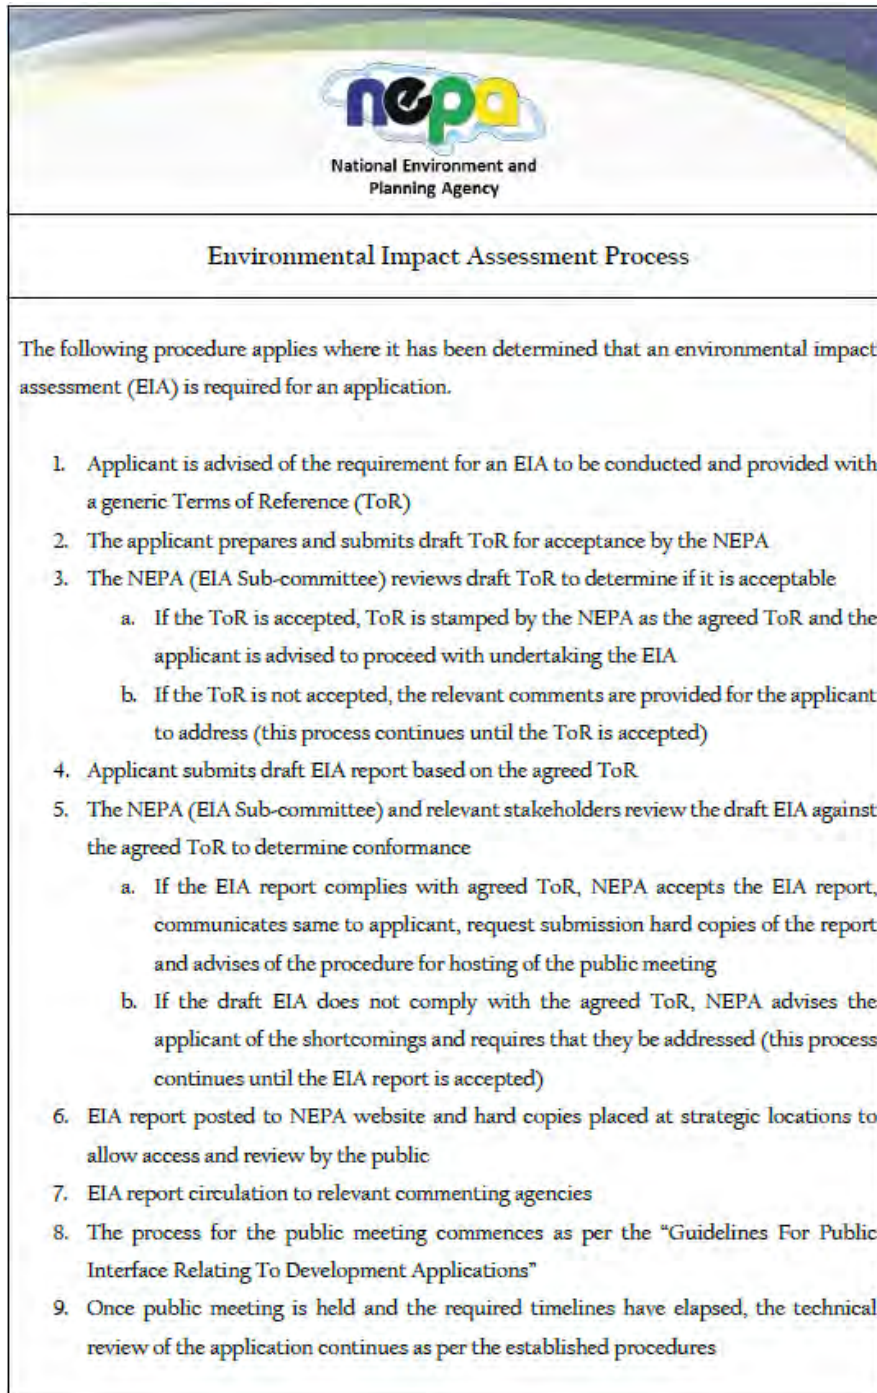 nepa
National Environment and
Planning Agency
Environmental Impact Assessment Process
The following procedure applies where it has been determined that an environmental impact
assessment (EIA) is required for an application.
1. Applicant is advised of the requirement for an EIA to be conducted and provided with
a generic Terms of Reference (ToR)
2. The applicant prepares and submits draft ToR for acceptance by the NEPA
3. The NEPA (EIA Sub-committee) reviews draft ToR to determine if it is acceptable
a. If the ToR is accepted, ToR is stamped by the NEPA as the agreed ToR and the
applicant is advised to proceed with undertaking the EIA
b. If the ToR is not accepted, the relevant comments are provided for the applicant
to address (this process continues until the ToR is accepted)
4. Applicant submits draft EIA report based on the agreed ToR
5. The NEPA (EIA Sub-committee) and relevant stakeholders review the draft EIA against
the agreed ToR to determine conformance
a. If the EIA report complies with agreed ToR, NEPA accepts the EIA report,
communicates same to applicant, request submission hard copies of the report
and advises of the procedure for hosting of the public meeting
b. If the draft EIA does not comply with the agreed ToR, NEPA advises the
applicant of the shortcomings and requires that they be addressed (this process
continues until the EIA report is accepted)
6. EIA report posted to NEPA website and hard copies placed at strategic locations to
allow access and review by the public
7. EIA report circulation to relevant commenting agencies
8. The process for the public meeting commences as per the “Guidelines For Public
Interface Relating To Development Applications”
9. Once public meeting is held and the required timelines have elapsed, the technical
review of the application continues as per the established procedures